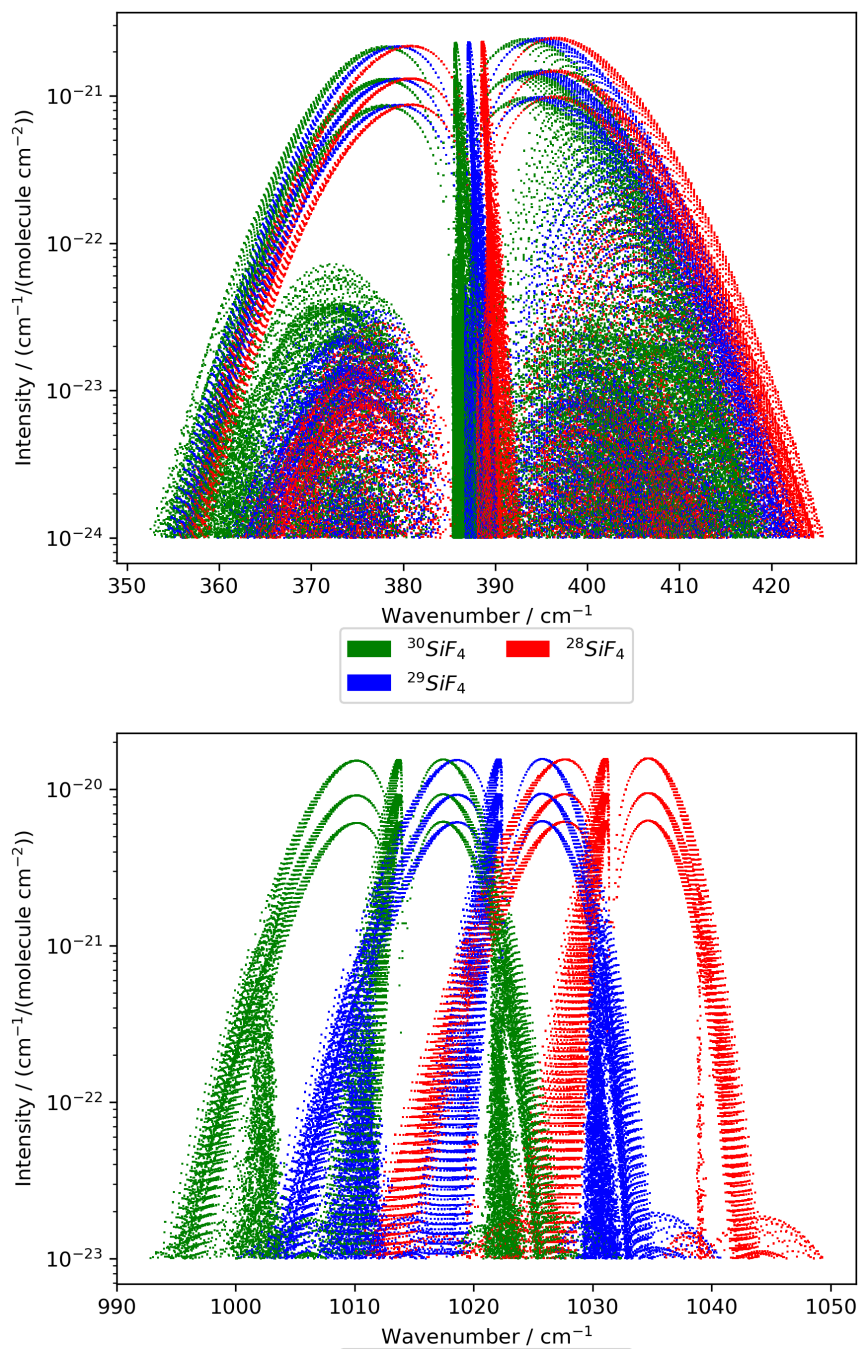 Intensity / (cm⁻¹/(molecule cm⁻²))
10⁻²¹
10⁻²²
10⁻²³
10⁻²⁴
350 360 370 380 390 400 410 420
Wavenumber / cm⁻¹
³⁰SiF₄ ²⁸SiF₄
²⁹SiF₄
Intensity / (cm⁻¹/(molecule cm⁻²))
10⁻²⁰
10⁻²¹
10⁻²²
10⁻²³
990 1000 1010 1020 1030 1040 1050
Wavenumber / cm⁻¹